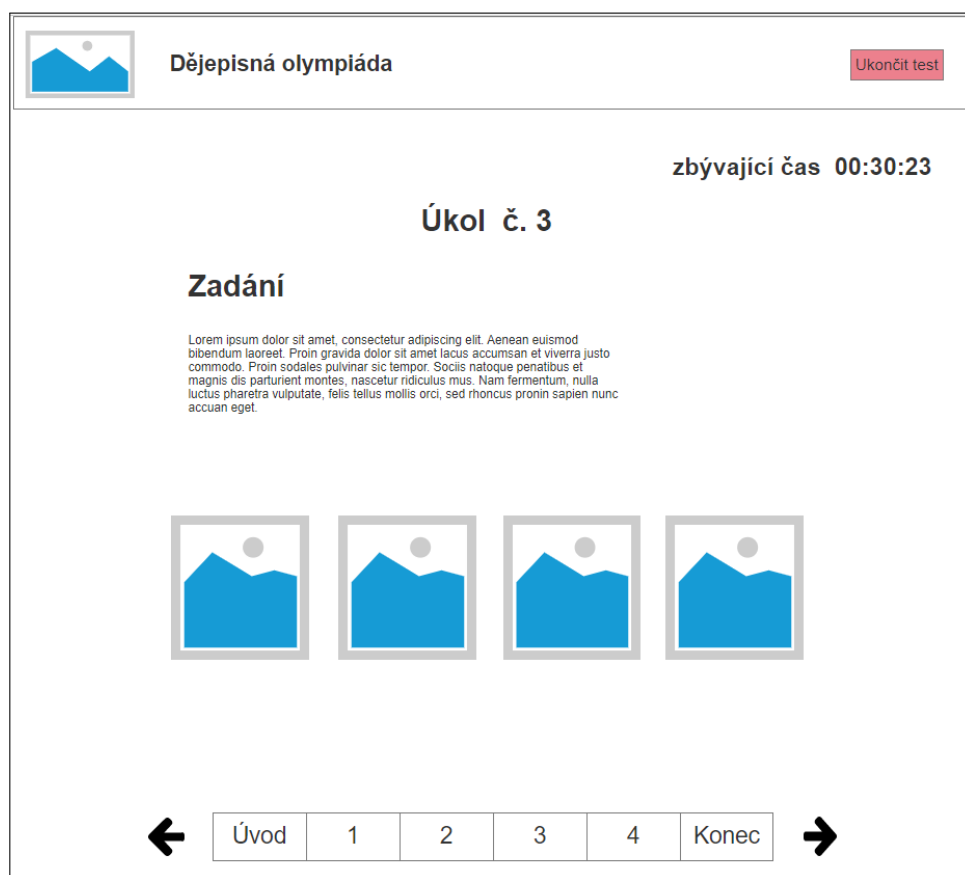 Dějepisná olympiáda
Ukončit test
zbývající čas 00:30:23
Úkol č. 3
Zadání
Lorem ipsum dolor sit amet, consectetur adipiscing elit. Aenean euismod
bibendum laoreet. Proin gravida dolor sit amet lacus accumsan et viverra justo
commodo. Proin sodales pulvinar sic tempor. Sociis natoque penatibus et
magnis dis parturient montes, nascetur ridiculus mus. Nam fermentum, nulla
luctus pharetra vulputate, felis tellus mollis orci, sed rhoncus pronin sapien nunc
accuan eget.
Úvod 1 2 3 4 Konec